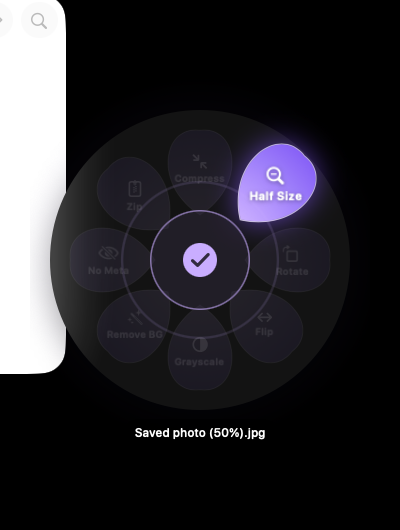 Compress
Half Size
Zip
No Meta
Rotate
Remove BG
Flip
Grayscale
Saved photo (50%).jpg